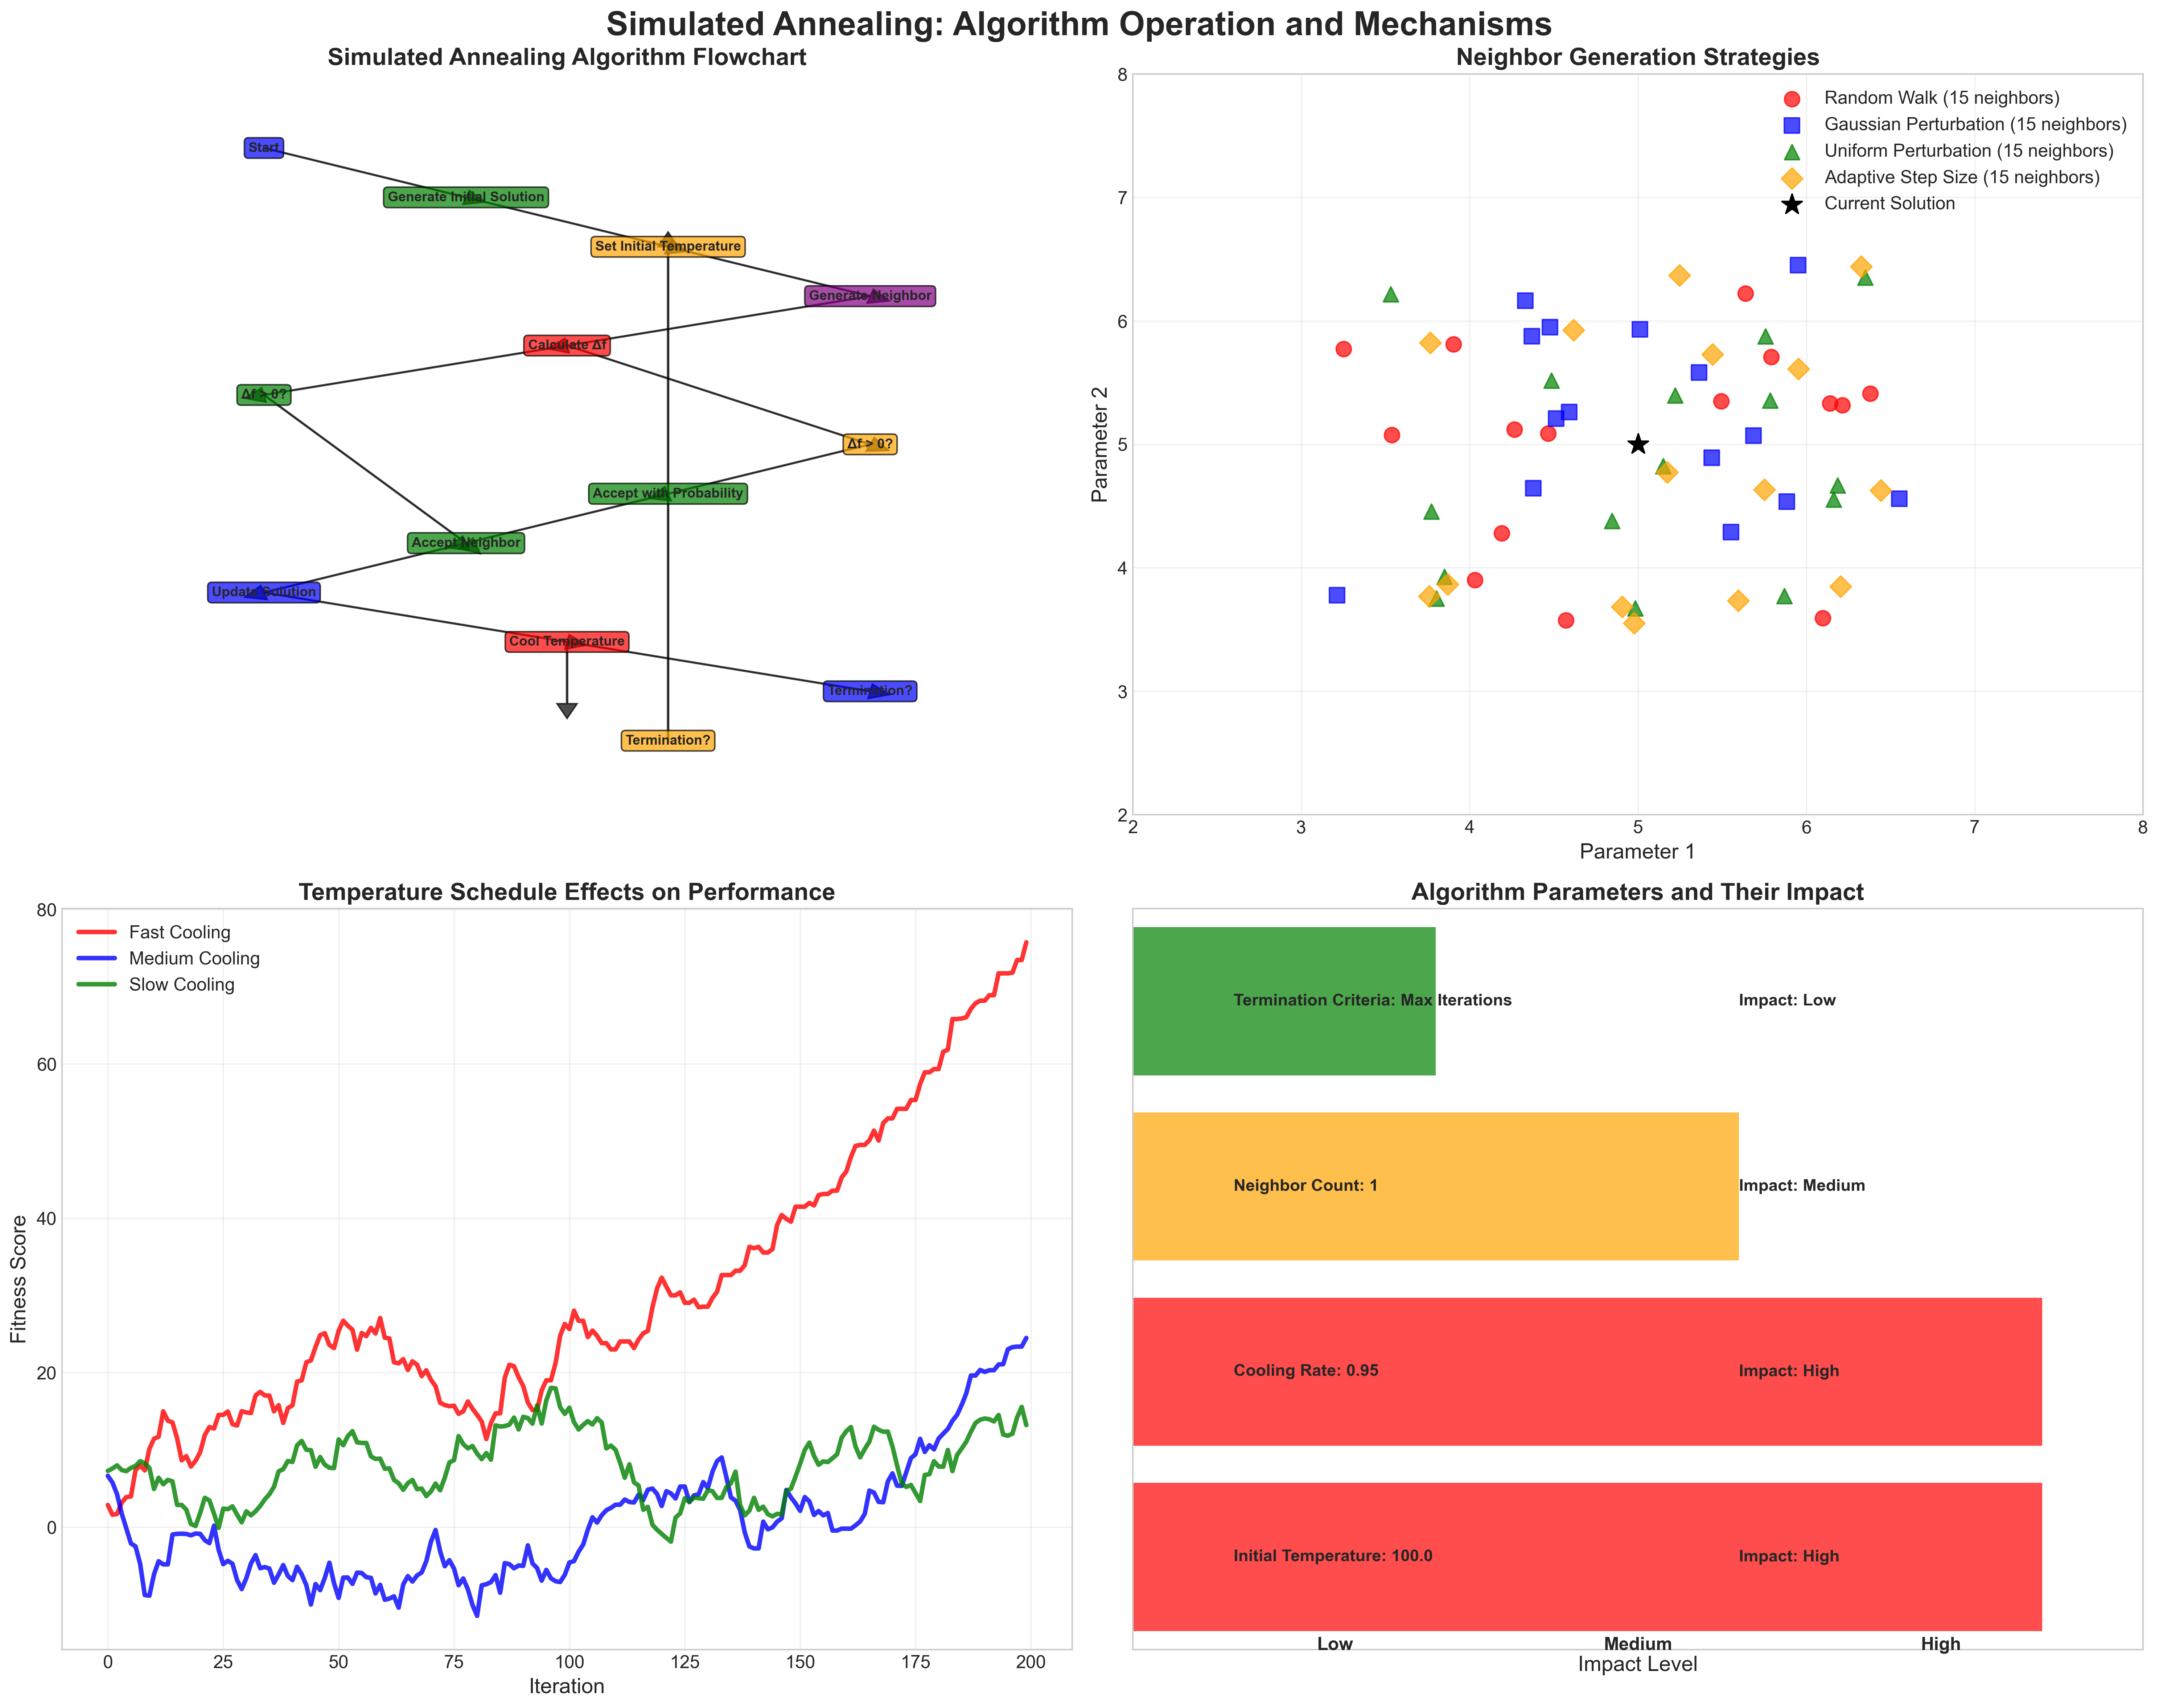 Simulated Annealing: Algorithm Operation and Mechanisms
Simulated Annealing Algorithm Flowchart
Start
Generate Initial Solution
Set Initial Temperature
Generate Neighbor
Calculate Δf
Δf > 0?
Δf > 0?
Accept with Probability
Accept Neighbor
Update Solution
Cool Temperature
Termination?
Termination?
Neighbor Generation Strategies
Random Walk (15 neighbors)
Gaussian Perturbation (15 neighbors)
Uniform Perturbation (15 neighbors)
Adaptive Step Size (15 neighbors)
Current Solution
8
7
6
5
4
3
2
Parameter 2
2 3 4 5 6 7 8
Parameter 1
Temperature Schedule Effects on Performance
Fast Cooling
Medium Cooling
Slow Cooling
80
60
40
20
0
Fitness Score
0 25 50 75 100 125 150 175 200
Iteration
Algorithm Parameters and Their Impact
Termination Criteria: Max Iterations Impact: Low
Neighbor Count: 1 Impact: Medium
Cooling Rate: 0.95 Impact: High
Initial Temperature: 100.0 Impact: High
Low Medium High
Impact Level